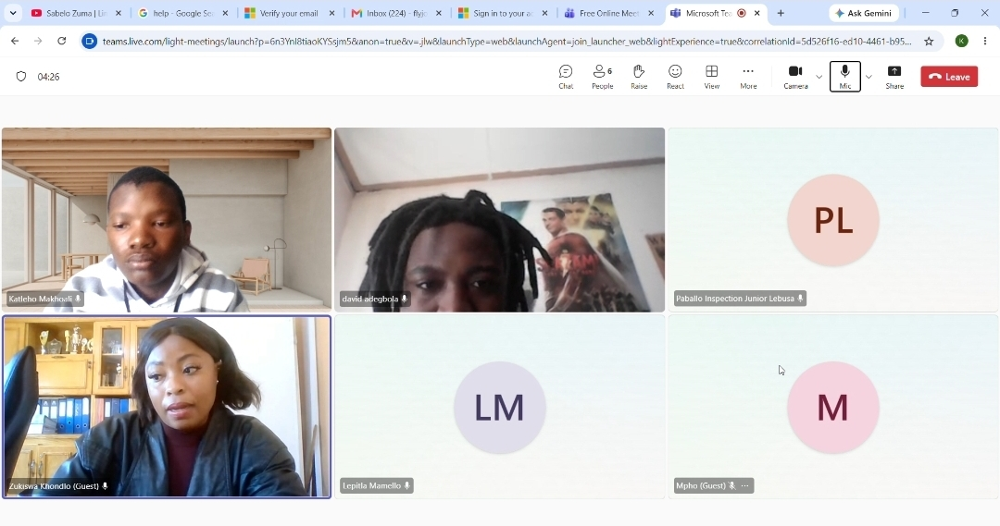 Sabelo Zuma | Li
help - Google Se
Verify your email
Inbox (224) - flyjo
Sign in to your a
Free Online Meet
Microsoft Tea
Ask Gemini
teams.live.com/light-meetings/launch?p=6n3Ynl8tiaoKYSsjm5&anon=true&v=.jlw&launchType=web&launchAgent=join_launcher_web&lightExperience=true&correlationId=5d526f16-ed10-4461-b95...
K
04:26
Chat
People
6
Raise
React
View
More
Camera
Mic
Share
Leave
Katleho Makhoali
david adegbola
PL
Paballo Inspection Junior Lebusa
Zukiswa Khondlo (Guest)
LM
Lepitla Mamello
M
Mpho (Guest)